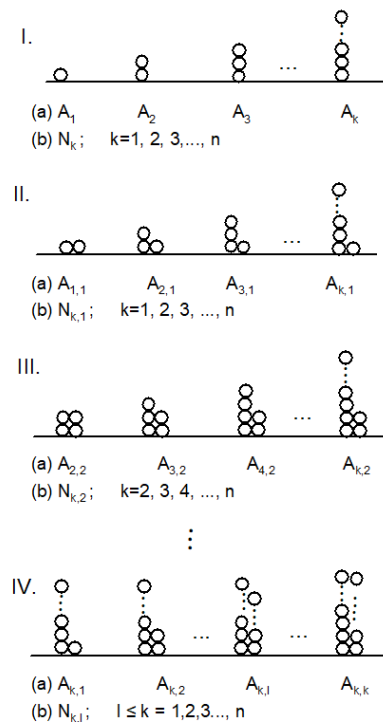 I.
...
(a) A₁ A₂ A₃ Aₖ
(b) Nₖ; k=1, 2, 3,..., n
II.
...
(a) A₁,₁ A₂,₁ A₃,₁ Aₖ,₁
(b) Nₖ,₁; k=1, 2, 3, ..., n
III.
...
(a) A₂,₂ A₃,₂ A₄,₂ Aₖ,₂
(b) Nₖ,₂; k=2, 3, 4, ..., n
⋮
IV.
... ...
(a) Aₖ,₁ Aₖ,₂ Aₖ,ₗ Aₖ,ₖ
(b) Nₖ,ₗ; l ≤ k = 1,2,3... n